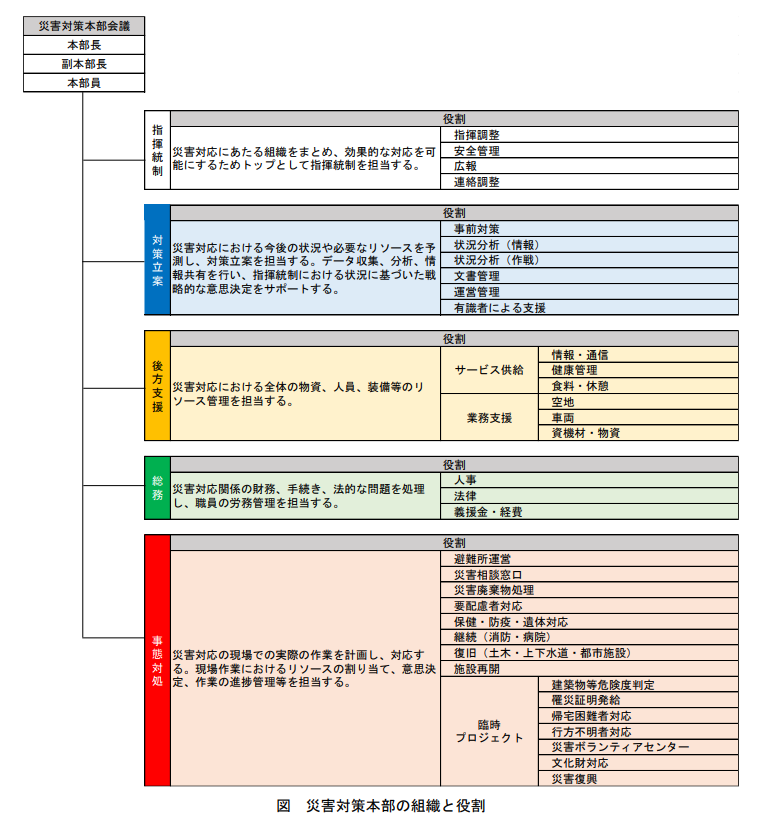 災害対策本部会議
本部長
副本部長
本部員
指揮統制
役割
災害対応にあたる組織をまとめ、効果的な対応を可
能にするためトップとして指揮統制を担当する。
指揮調整
安全管理
広報
連絡調整
対策立案
役割
災害対応における今後の状況や必要なリソースを予
測し、対策立案を担当する。データ収集、分析、情
報共有を行い、指揮統制における状況に基づいた戦
略的な意思決定をサポートする。
事前対策
状況分析（情報）
状況分析（作戦）
文書管理
運営管理
有識者による支援
後方支援
役割
災害対応における全体の物資、人員、装備等のリ
ソース管理を担当する。
サービス供給
情報・通信
健康管理
食料・休憩
業務支援
空地
車両
資機材・物資
総務
役割
災害対応関係の財務、手続き、法的な問題を処理
し、職員の労務管理を担当する。
人事
法律
義援金・経費
事態対処
役割
災害対応の現場での実際の作業を計画し、対応す
る。現場作業におけるリソースの割り当て、意思決
定、作業の進捗管理等を担当する。
避難所運営
災害相談窓口
災害廃棄物処理
要配慮者対応
保健・防疫・遺体対応
継続（消防・病院）
復旧（土木・上下水道・都市施設）
施設再開
臨時
プロジェクト
建築物等危険度判定
罹災証明発給
帰宅困難者対応
行方不明者対応
災害ボランティアセンター
文化財対応
災害復興
図　災害対策本部の組織と役割